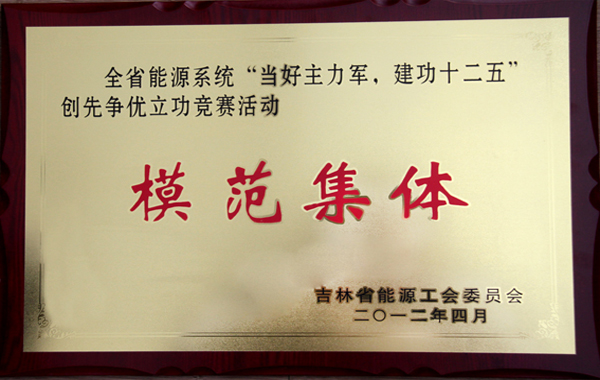 全省能源系统“当好主力军，建功十二五”
创先争优立功竞赛活动
模范集体
吉林省能源工会委员会
二〇一二年四月